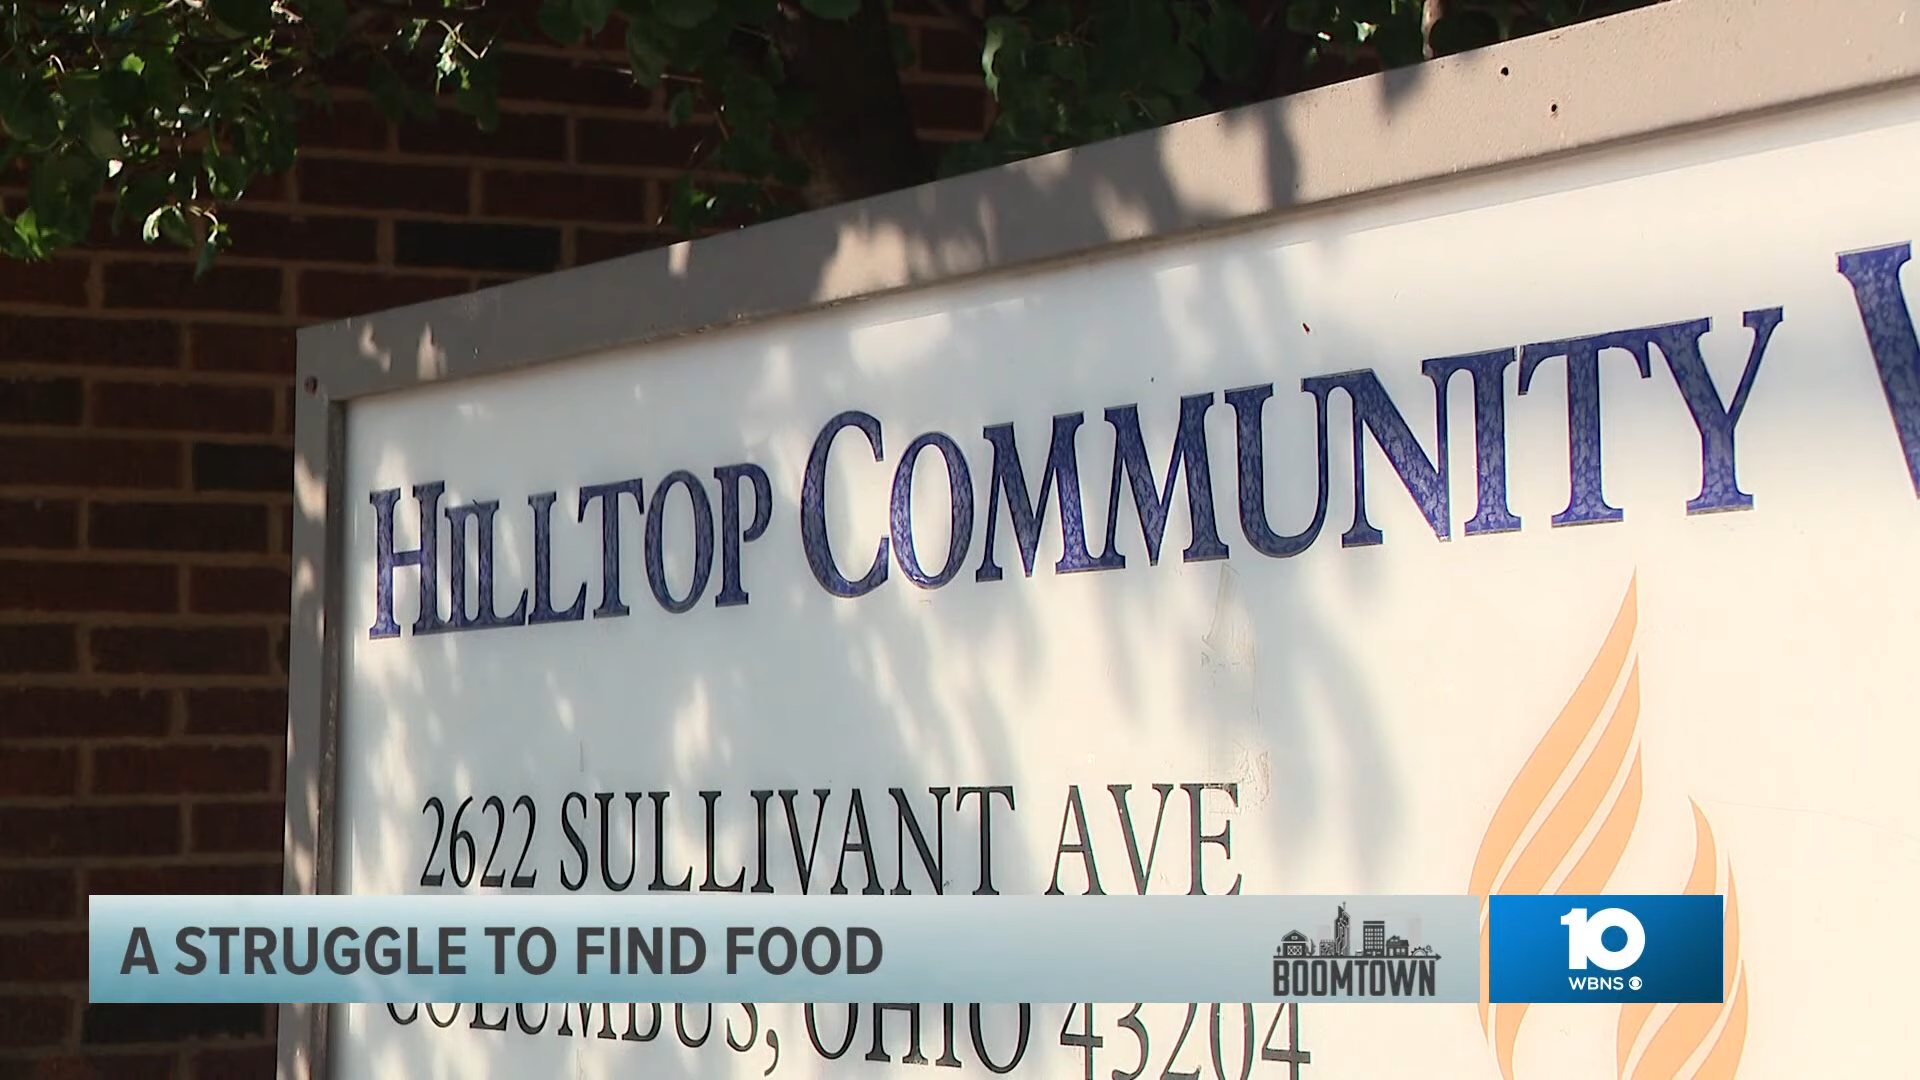 HILLTOP COMMUNITY
2622 SULLIVANT AVE
COLUMBUS, OHIO 43204
A STRUGGLE TO FIND FOOD
BOOMTOWN
10
WBNS